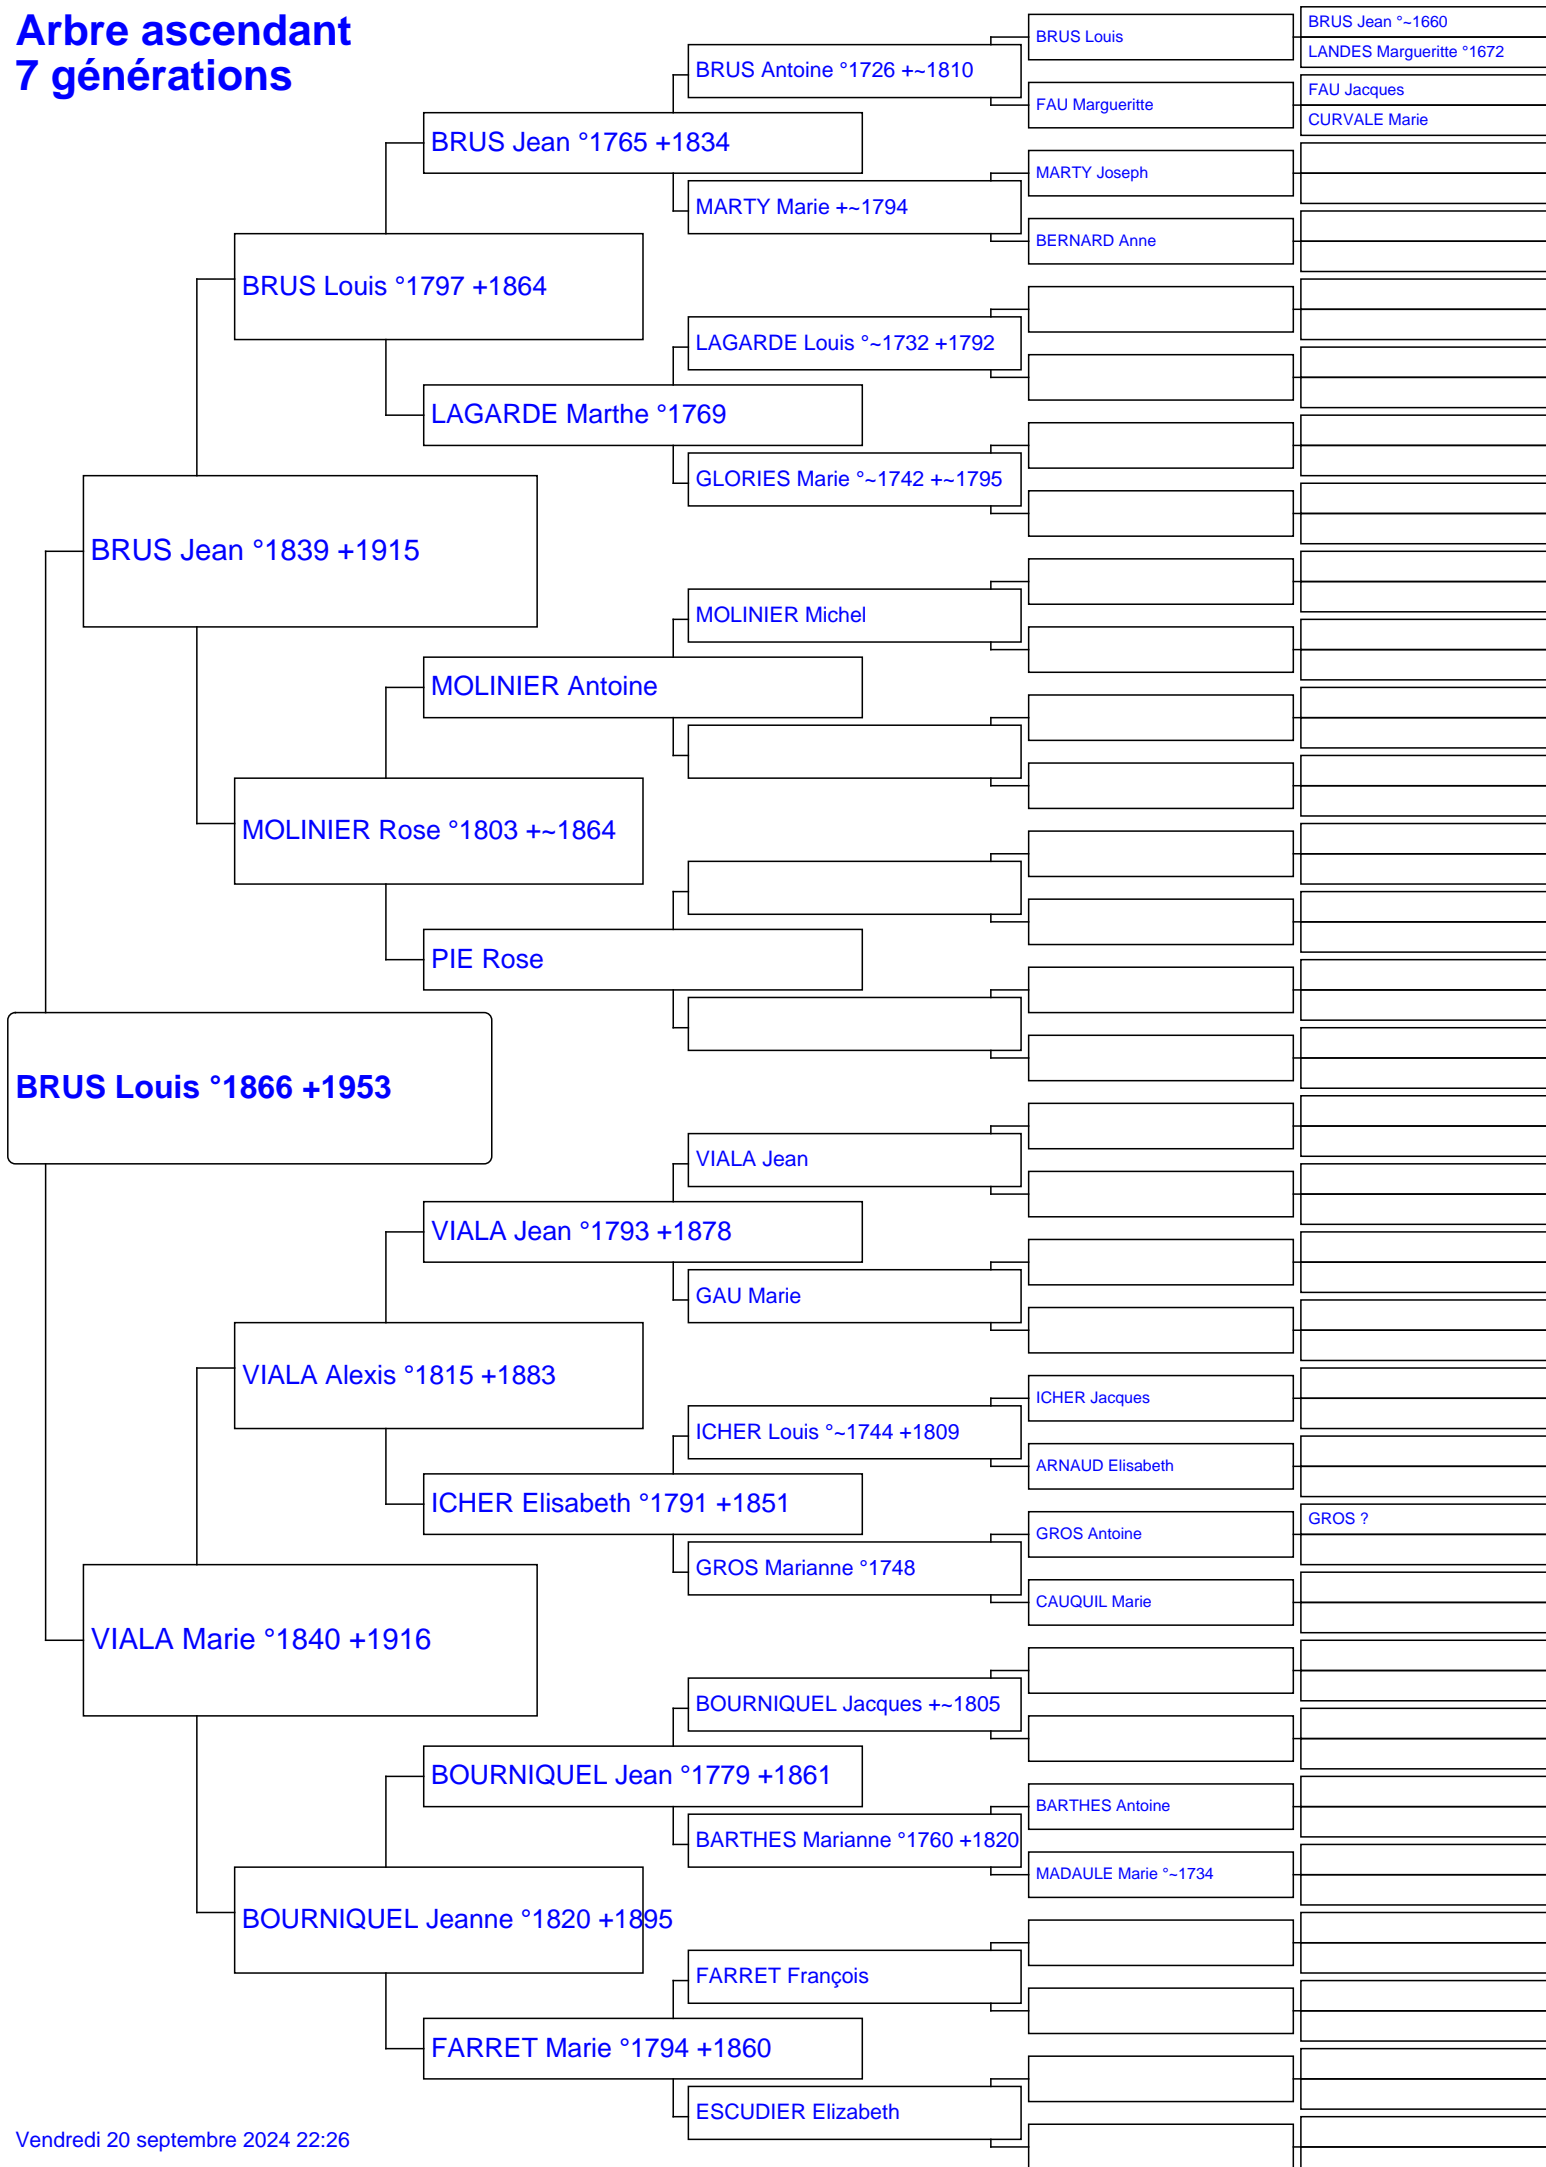 Arbre ascendant
7 générations
BRUS Jean °~1660
BRUS Louis
LANDES Margueritte °1672
BRUS Antoine °1726 +~1810
FAU Jacques
FAU Margueritte
CURVALE Marie
BRUS Jean °1765 +1834
MARTY Joseph
MARTY Marie +~1794
BERNARD Anne
BRUS Louis °1797 +1864
LAGARDE Louis °~1732 +1792
LAGARDE Marthe °1769
GLORIES Marie °~1742 +~1795
BRUS Jean °1839 +1915
MOLINIER Michel
MOLINIER Antoine
MOLINIER Rose °1803 +~1864
PIE Rose
BRUS Louis °1866 +1953
VIALA Jean
VIALA Jean °1793 +1878
GAU Marie
VIALA Alexis °1815 +1883
ICHER Jacques
ICHER Louis °~1744 +1809
ARNAUD Elisabeth
ICHER Elisabeth °1791 +1851
GROS ?
GROS Antoine
GROS Marianne °1748
CAUQUIL Marie
VIALA Marie °1840 +1916
BOURNIQUEL Jacques +~1805
BOURNIQUEL Jean °1779 +1861
BARTHES Antoine
BARTHES Marianne °1760 +1820
MADAULE Marie °~1734
BOURNIQUEL Jeanne °1820 +1895
FARRET François
FARRET Marie °1794 +1860
ESCUDIER Elizabeth
Vendredi 20 septembre 2024 22:26